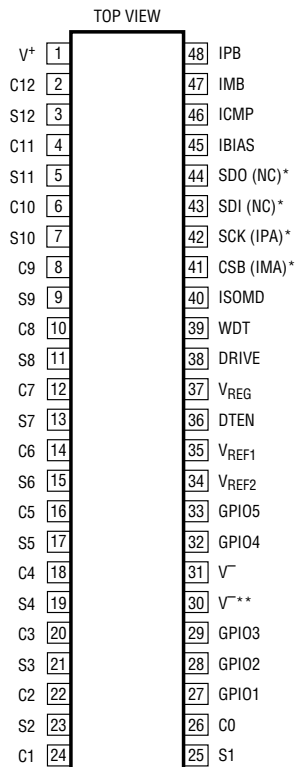 TOP VIEW
V+ 1
C12 2
S12 3
C11 4
S11 5
C10 6
S10 7
C9 8
S9 9
C8 10
S8 11
C7 12
S7 13
C6 14
S6 15
C5 16
S5 17
C4 18
S4 19
C3 20
S3 21
C2 22
S2 23
C1 24
48 IPB
47 IMB
46 ICMP
45 IBIAS
44 SDO (NC)*
43 SDI (NC)*
42 SCK (IPA)*
41 CSB (IMA)*
40 ISOMD
39 WDT
38 DRIVE
37 VREG
36 DTEN
35 VREF1
34 VREF2
33 GPIO5
32 GPIO4
31 V–
30 V–**
29 GPIO3
28 GPIO2
27 GPIO1
26 C0
25 S1